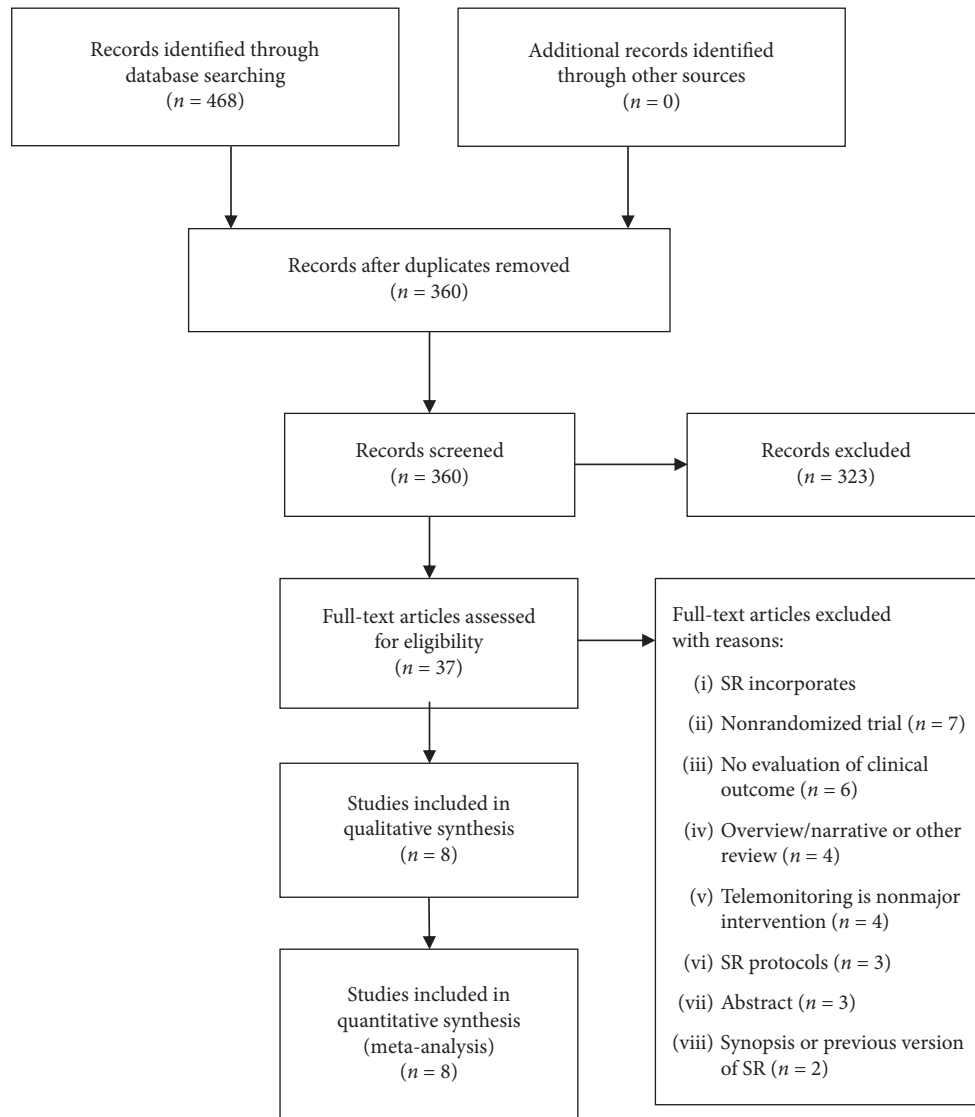 Records identified through
database searching
(n = 468)
Additional records identified
through other sources
(n = 0)
Records after duplicates removed
(n = 360)
Records screened
(n = 360)
Records excluded
(n = 323)
Full-text articles assessed
for eligibility
(n = 37)
Full-text articles excluded
with reasons:
(i) SR incorporates
(ii) Nonrandomized trial (n = 7)
(iii) No evaluation of clinical
outcome (n = 6)
(iv) Overview/narrative or other
review (n = 4)
(v) Telemonitoring is nonmajor
intervention (n = 4)
(vi) SR protocols (n = 3)
(vii) Abstract (n = 3)
(viii) Synopsis or previous version
of SR (n = 2)
Studies included in
qualitative synthesis
(n = 8)
Studies included in
quantitative synthesis
(meta-analysis)
(n = 8)